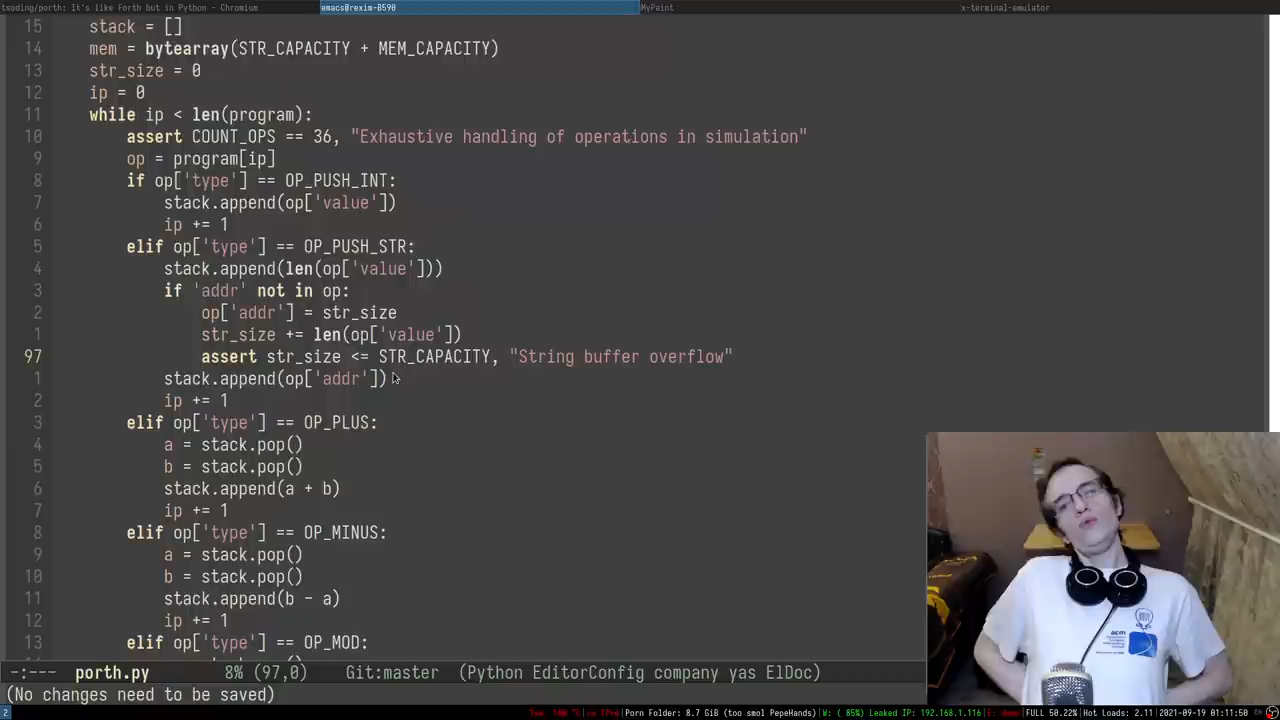 tsoding/porth: It's like Forth but in Python - Chromium
emacs@rexim-B590
MyPaint
x-terminal-emulator
15 stack = []
14 mem = bytearray(STR_CAPACITY + MEM_CAPACITY)
13 str_size = 0
12 ip = 0
11 while ip < len(program):
10 assert COUNT_OPS == 36, "Exhaustive handling of operations in simulation"
9 op = program[ip]
8 if op['type'] == OP_PUSH_INT:
7 stack.append(op['value'])
6 ip += 1
5 elif op['type'] == OP_PUSH_STR:
4 stack.append(len(op['value']))
3 if 'addr' not in op:
2 op['addr'] = str_size
1 str_size += len(op['value'])
97 assert str_size <= STR_CAPACITY, "String buffer overflow"
1 stack.append(op['addr'])
2 ip += 1
3 elif op['type'] == OP_PLUS:
4 a = stack.pop()
5 b = stack.pop()
6 stack.append(a + b)
7 ip += 1
8 elif op['type'] == OP_MINUS:
9 a = stack.pop()
10 b = stack.pop()
11 stack.append(b - a)
12 ip += 1
13 elif op['type'] == OP_MOD:
-:--- porth.py 8% (97,0) Git:master (Python EditorConfig company yas ElDoc)
(No changes need to be saved)
2
no IPv6 Porn Folder: 8.7 GiB (too smol PepeHands) W: ( 85%) Leaked IP: 192.168.1.116 E: down FULL 50.22% Hot Loads: 2.11 2021-09-19 01:11:50